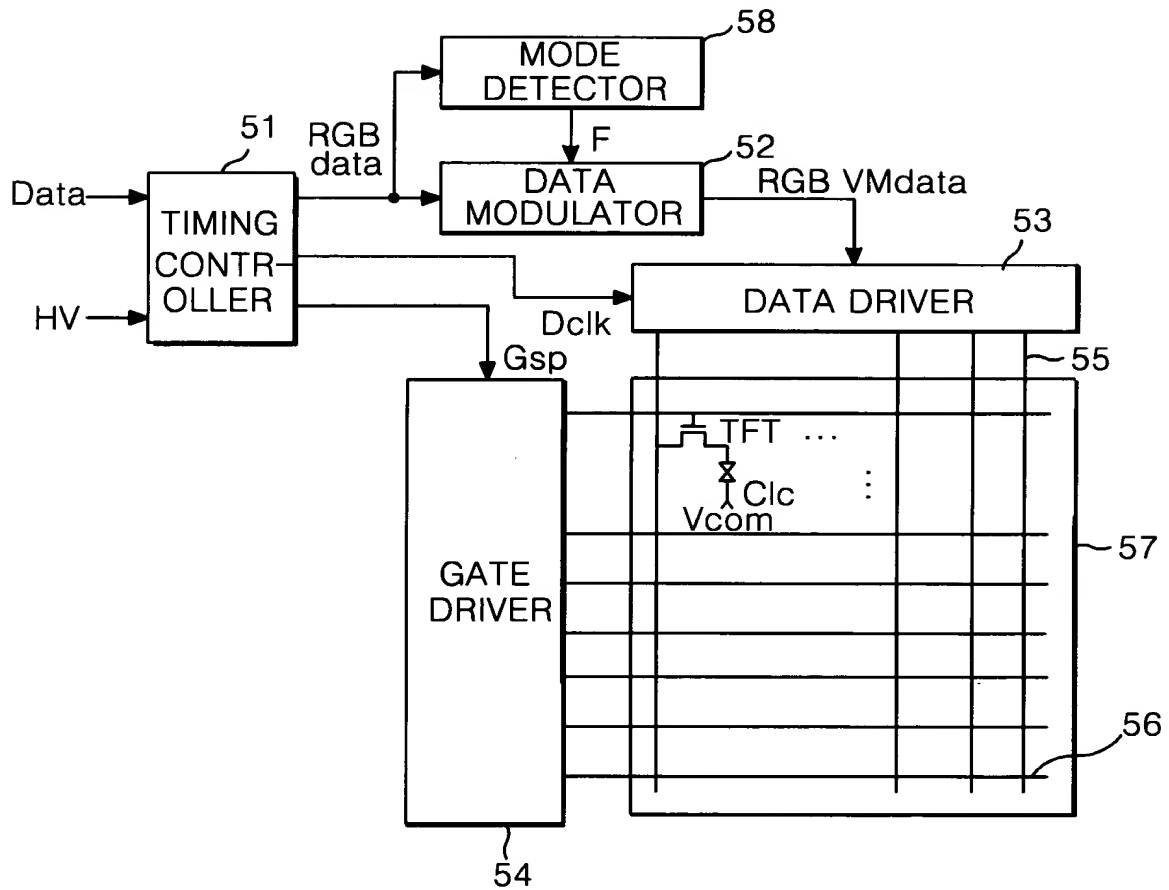 58
MODE
DETECTOR
51
RGB
data
F
52
DATA
MODULATOR
RGB VMdata
Data
TIMING
CONTR-
OLLER
HV
53
DATA DRIVER
Dclk
Gsp
55
TFT ...
Clc
Vcom
57
GATE
DRIVER
56
54